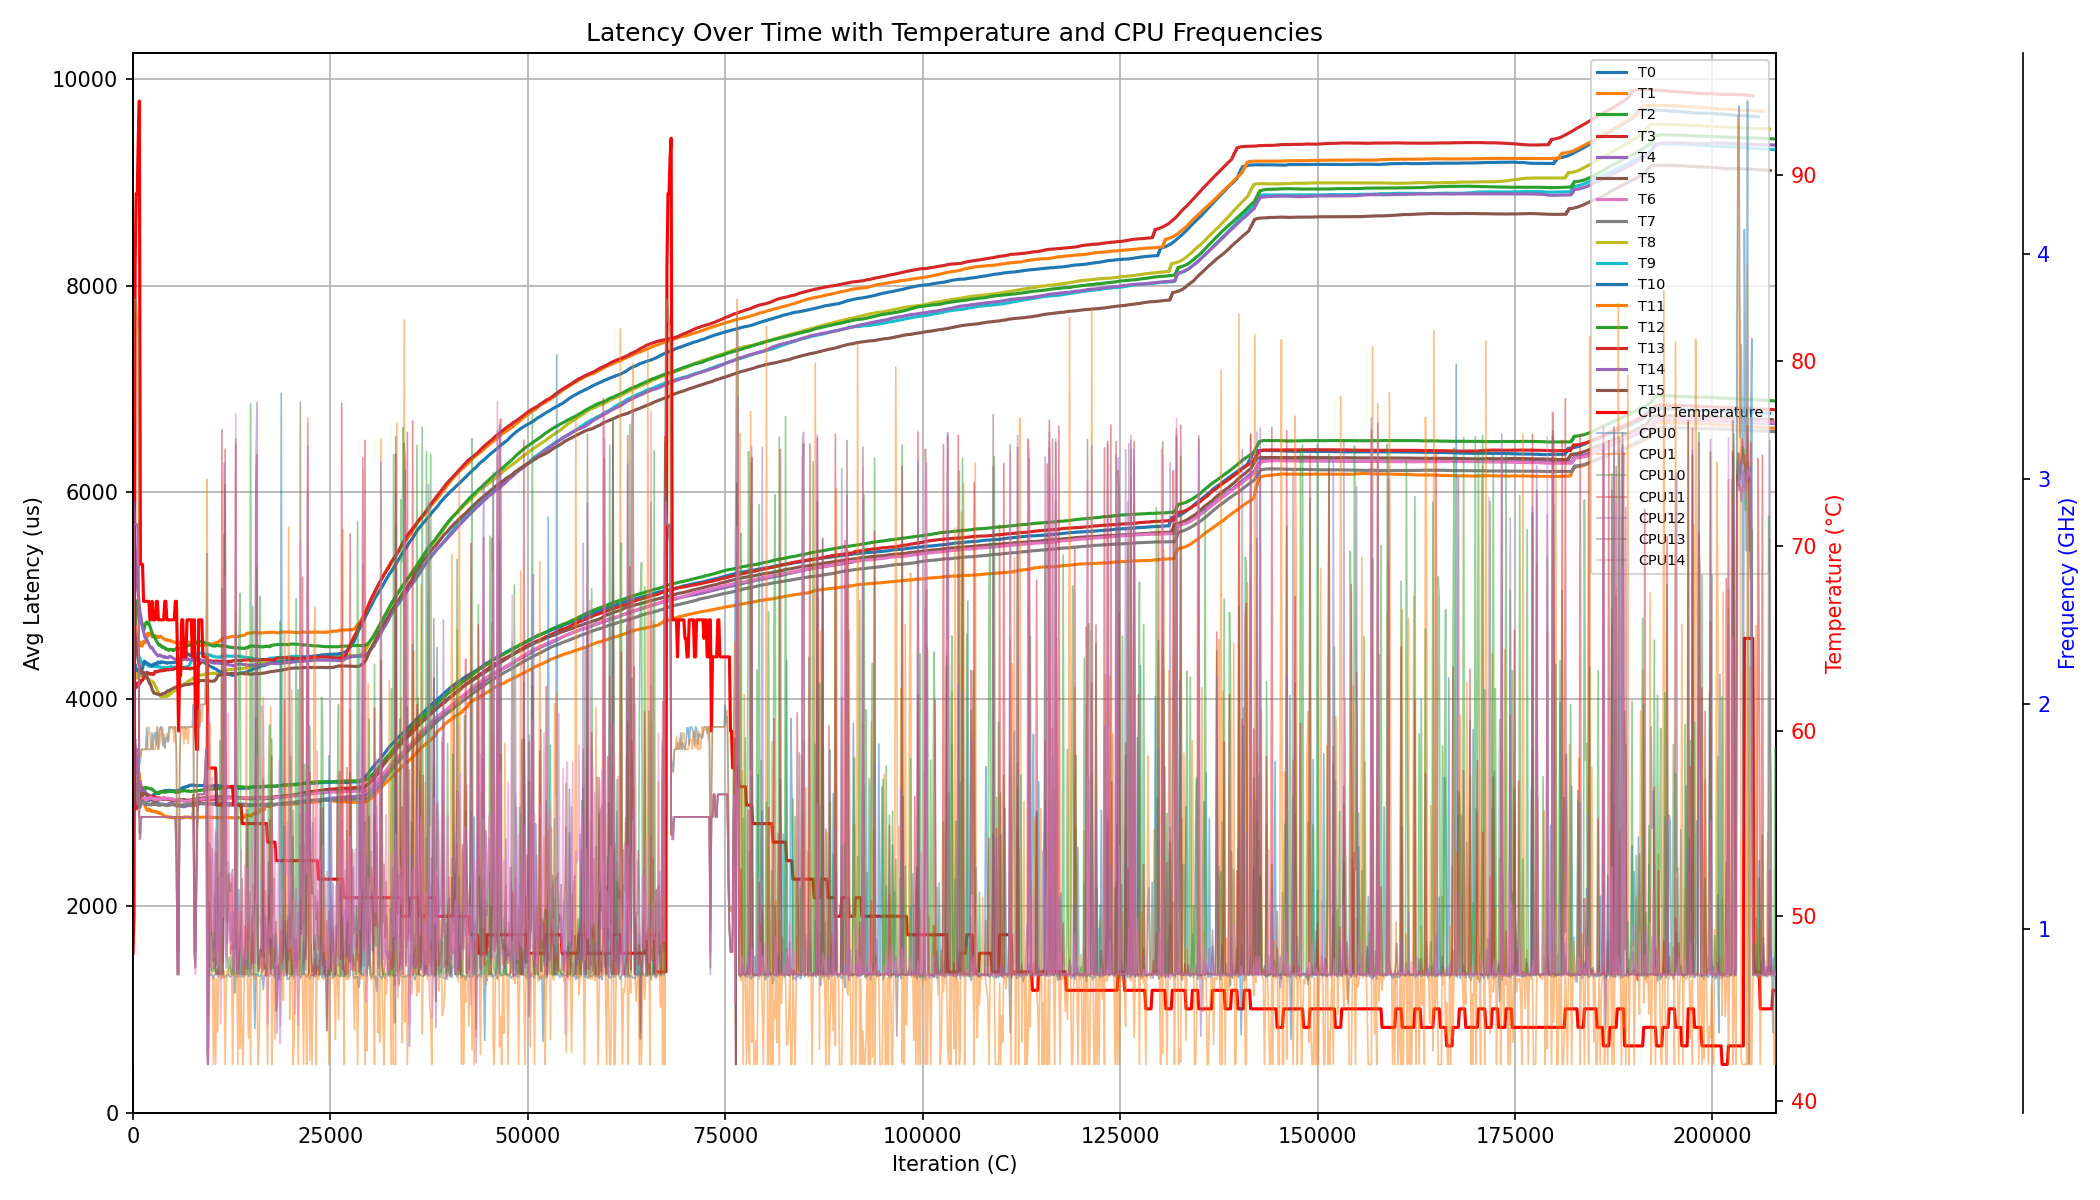 Latency Over Time with Temperature and CPU Frequencies
10000
8000
6000
4000
2000
0
Avg Latency (us)
0
25000
50000
75000
100000
125000
150000
175000
200000
Iteration (C)
T0
T1
T2
T3
T4
T5
T6
T7
T8
T9
T10
T11
T12
T13
T14
T15
CPU Temperature
CPU0
CPU1
CPU10
CPU11
CPU12
CPU13
CPU14
90
80
70
60
50
40
Temperature (°C)
4
3
2
1
Frequency (GHz)